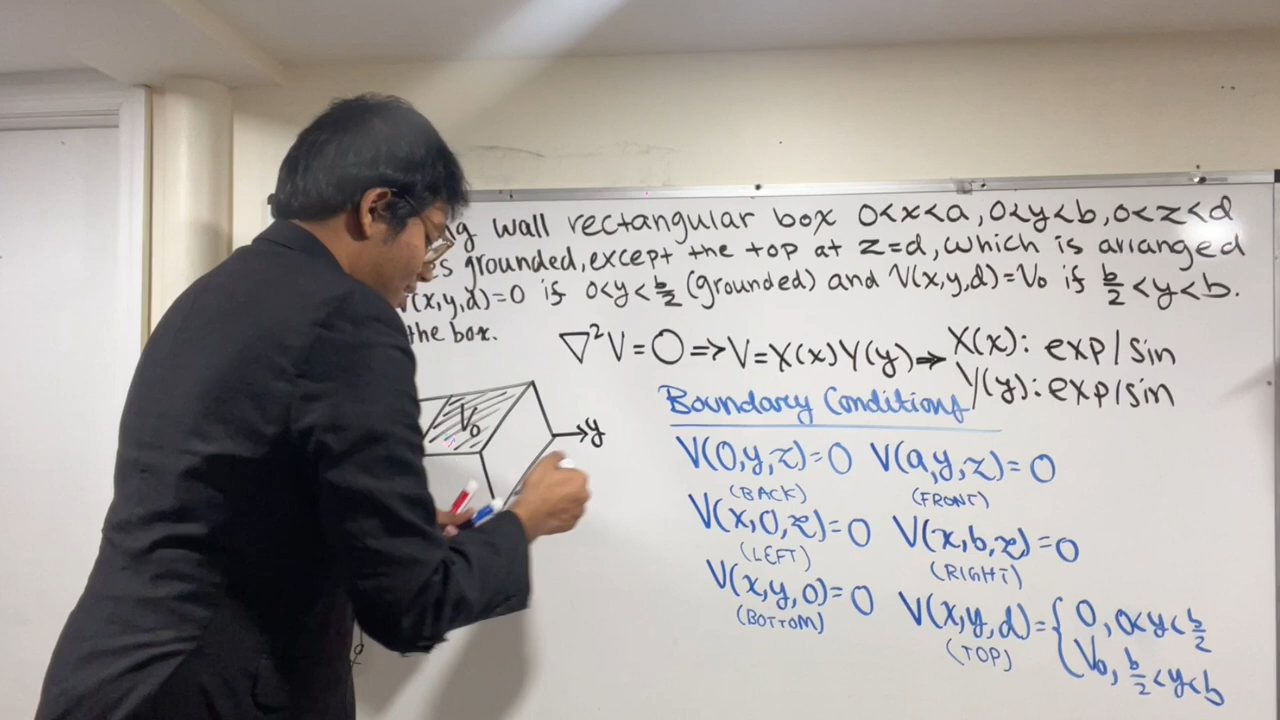 wall rectangular box 0<x<a, 0<y<b, 0<z<d
grounded, except the top at z=d, which is arranged
(x,y,d)=0 if 0<y<b/2 (grounded) and V(x,y,d)=V₀ if b/2<y<b.
the box.
∇²V=0⇒V=X(x)Y(y)⇒ X(x): exp/sin
Y(y): exp/sin
V₀
y
Boundary Conditions
V(0,y,z)=0 V(a,y,z)=0
(BACK) (FRONT)
V(x,0,z)=0 V(x,b,z)=0
(LEFT) (RIGHT)
V(x,y,0)=0 V(x,y,d)={ 0, 0<y<b/2
(BOTTOM) (TOP) V₀, b/2<y<b